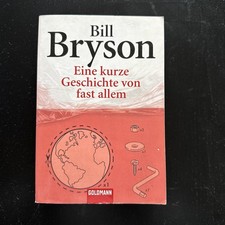 Bill
Bryson
Eine kurze
Geschichte von
fast allem
GOLDMANN